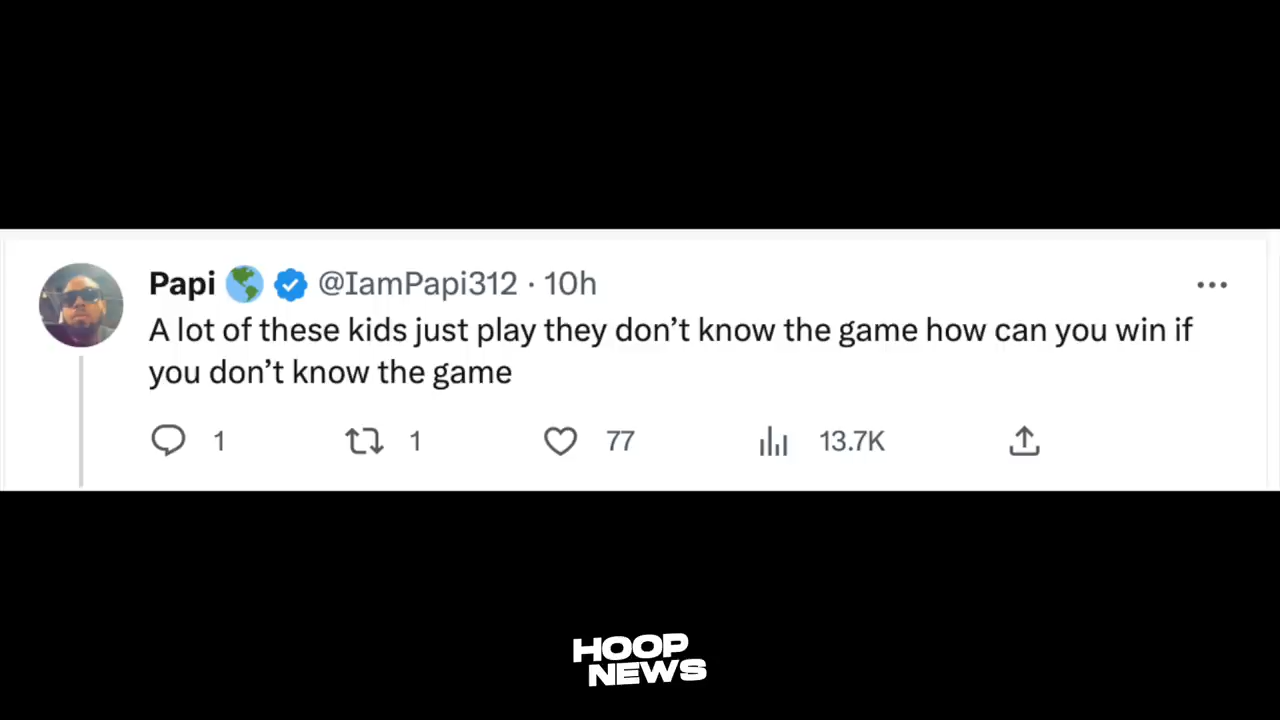 Papi @IamPapi312 · 10h
A lot of these kids just play they don’t know the game how can you win if
you don’t know the game
1 1 77 13.7K
HOOP
NEWS